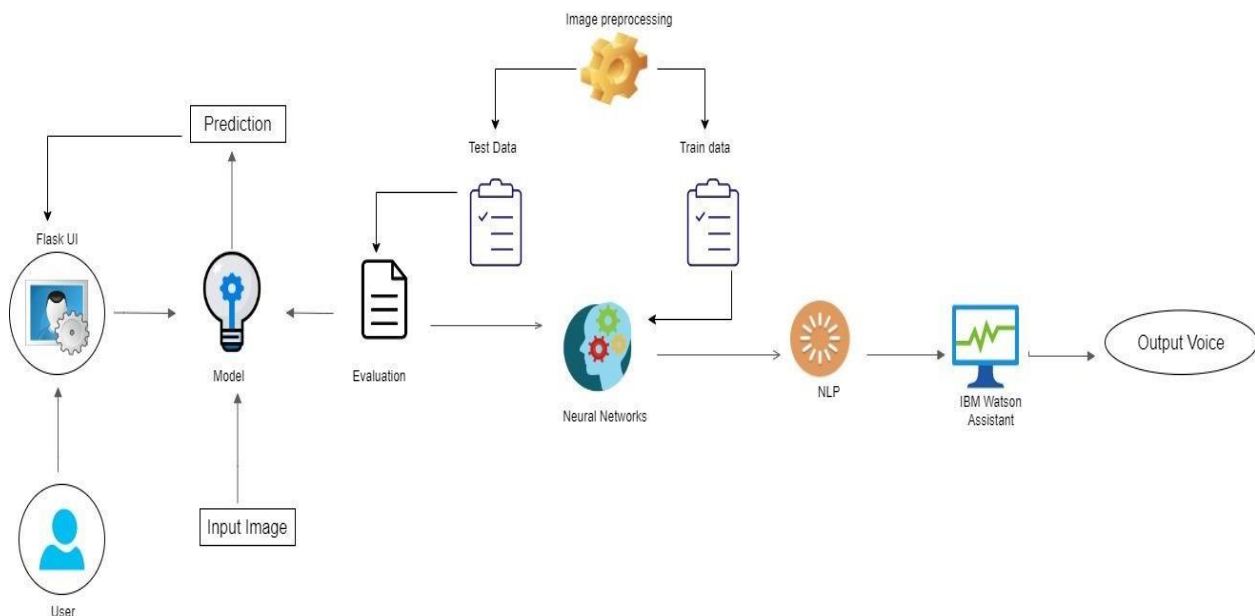 Image preprocessing
Prediction
Test Data
Train data
Flask UI
Model
Evaluation
Neural Networks
NLP
IBM Watson
Assistant
Output Voice
Input Image
User